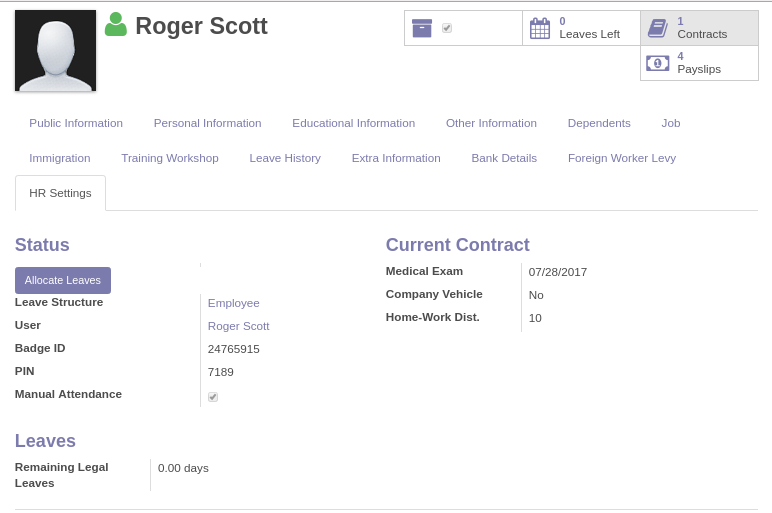 Roger Scott
0
Leaves Left
1
Contracts
4
Payslips
Public Information Personal Information Educational Information Other Information Dependents Job
Immigration Training Workshop Leave History Extra Information Bank Details Foreign Worker Levy
HR Settings
Status
Allocate Leaves
Leave Structure Employee
User Roger Scott
Badge ID 24765915
PIN 7189
Manual Attendance
Current Contract
Medical Exam 07/28/2017
Company Vehicle No
Home-Work Dist. 10
Leaves
Remaining Legal 0.00 days
Leaves